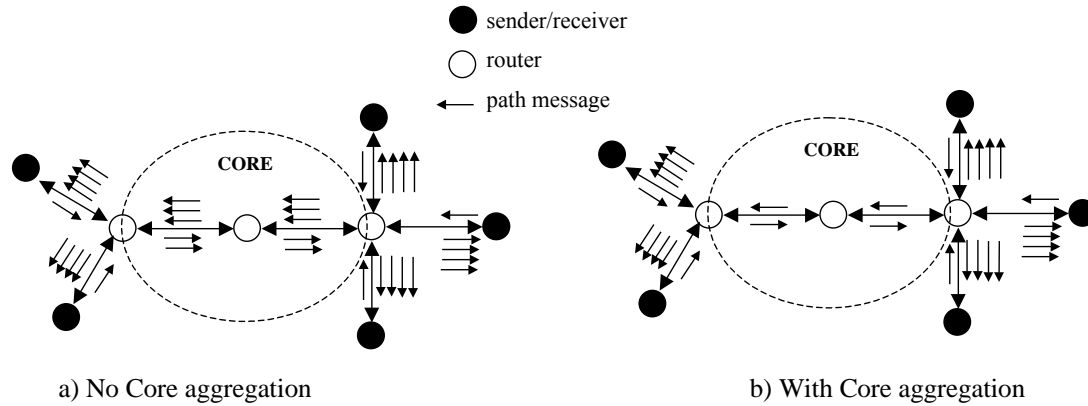 sender/receiver
router
path message
CORE
CORE
a) No Core aggregation
b) With Core aggregation